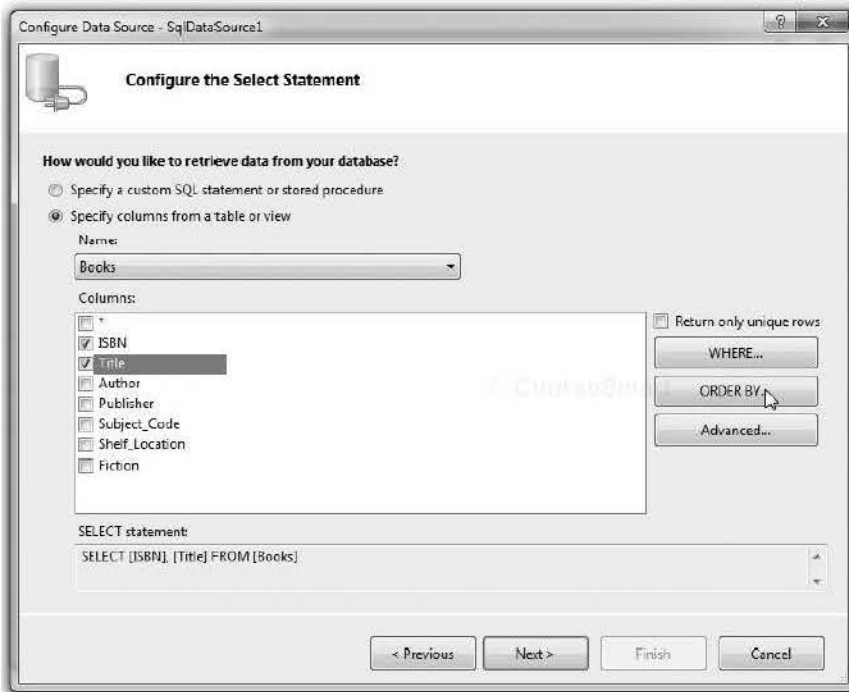 Configure Data Source - SqlDataSource1
Configure the Select Statement
How would you like to retrieve data from your database?
Specify a custom SQL statement or stored procedure
Specify columns from a table or view
Name:
Books
Columns:
*
ISBN
Title
Author
Publisher
Subject_Code
Shelf_Location
Fiction
Return only unique rows
WHERE...
ORDER BY...
Advanced...
SELECT statement:
SELECT [ISBN], [Title] FROM [Books]
< Previous
Next >
Finish
Cancel